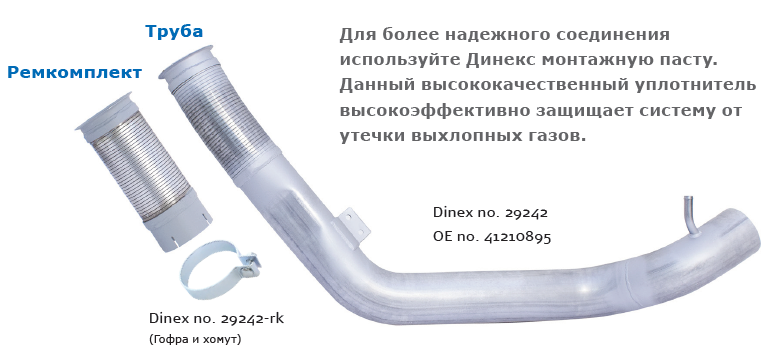 Труба
Ремкомплект
Для более надежного соединения
используйте Динекс монтажную пасту.
Данный высококачественный уплотнитель
высокоэффективно защищает систему от
утечки выхлопных газов.
Dinex no. 29242
OE no. 41210895
Dinex no. 29242-rk
(Гофра и хомут)